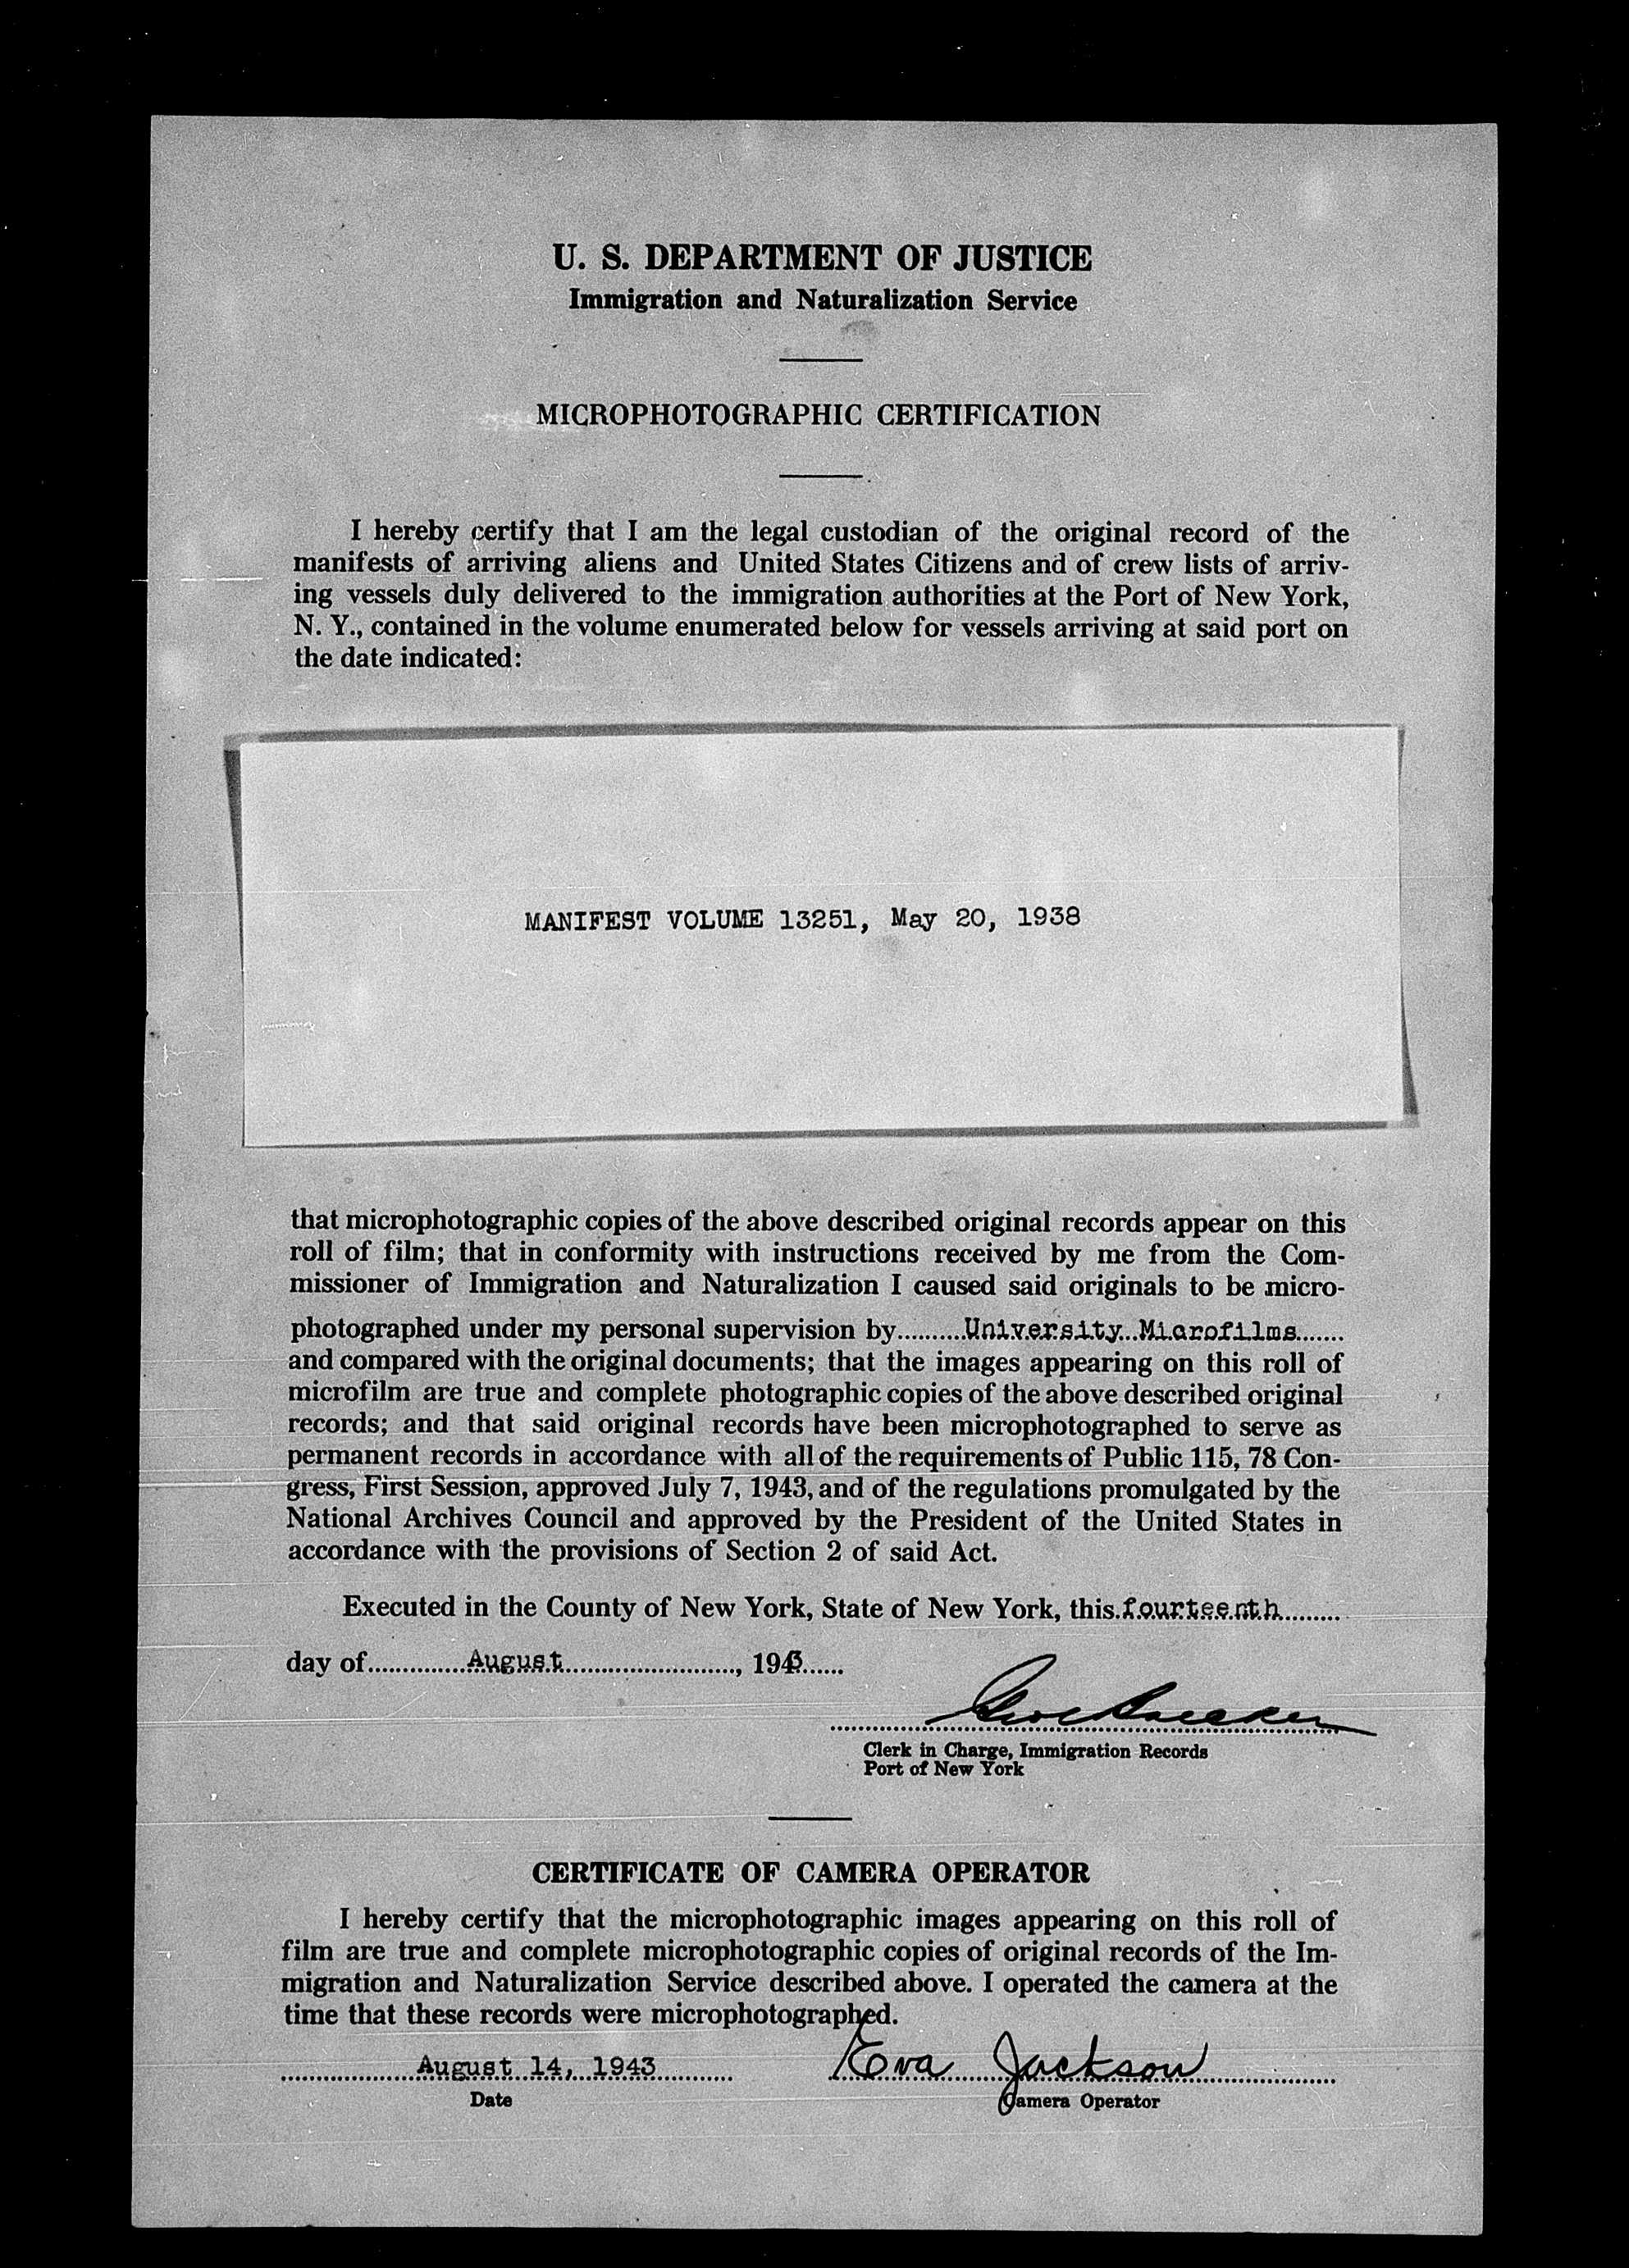 U. S. DEPARTMENT OF JUSTICE
Immigration and Naturalization Service
MICROPHOTOGRAPHIC CERTIFICATION
I hereby certify that I am the legal custodian of the original record of the
manifests of arriving aliens and United States Citizens and of crew lists of arriv-
ing vessels duly delivered to the immigration authorities at the Port of New York,
N. Y., contained in the volume enumerated below for vessels arriving at said port on
the date indicated:
MANIFEST VOLUME 13251, May 20, 1938
that microphotographic copies of the above described original records appear on this
roll of film; that in conformity with instructions received by me from the Com-
missioner of Immigration and Naturalization I caused said originals to be micro-
photographed under my personal supervision by..........University Microfilms.......
and compared with the original documents; that the images appearing on this roll of
microfilm are true and complete photographic copies of the above described original
records; and that said original records have been microphotographed to serve as
permanent records in accordance with all of the requirements of Public 115, 78 Con-
gress, First Session, approved July 7, 1943, and of the regulations promulgated by the
National Archives Council and approved by the President of the United States in
accordance with the provisions of Section 2 of said Act.
Executed in the County of New York, State of New York, this fourteenth.........
day of...............August.........................., 1943......
Clerk in Charge, Immigration Records
Port of New York
CERTIFICATE OF CAMERA OPERATOR
I hereby certify that the microphotographic images appearing on this roll of
film are true and complete microphotographic copies of original records of the Im-
migration and Naturalization Service described above. I operated the camera at the
time that these records were microphotographed.
August 14, 1943 Eva Jackson
Date Camera Operator